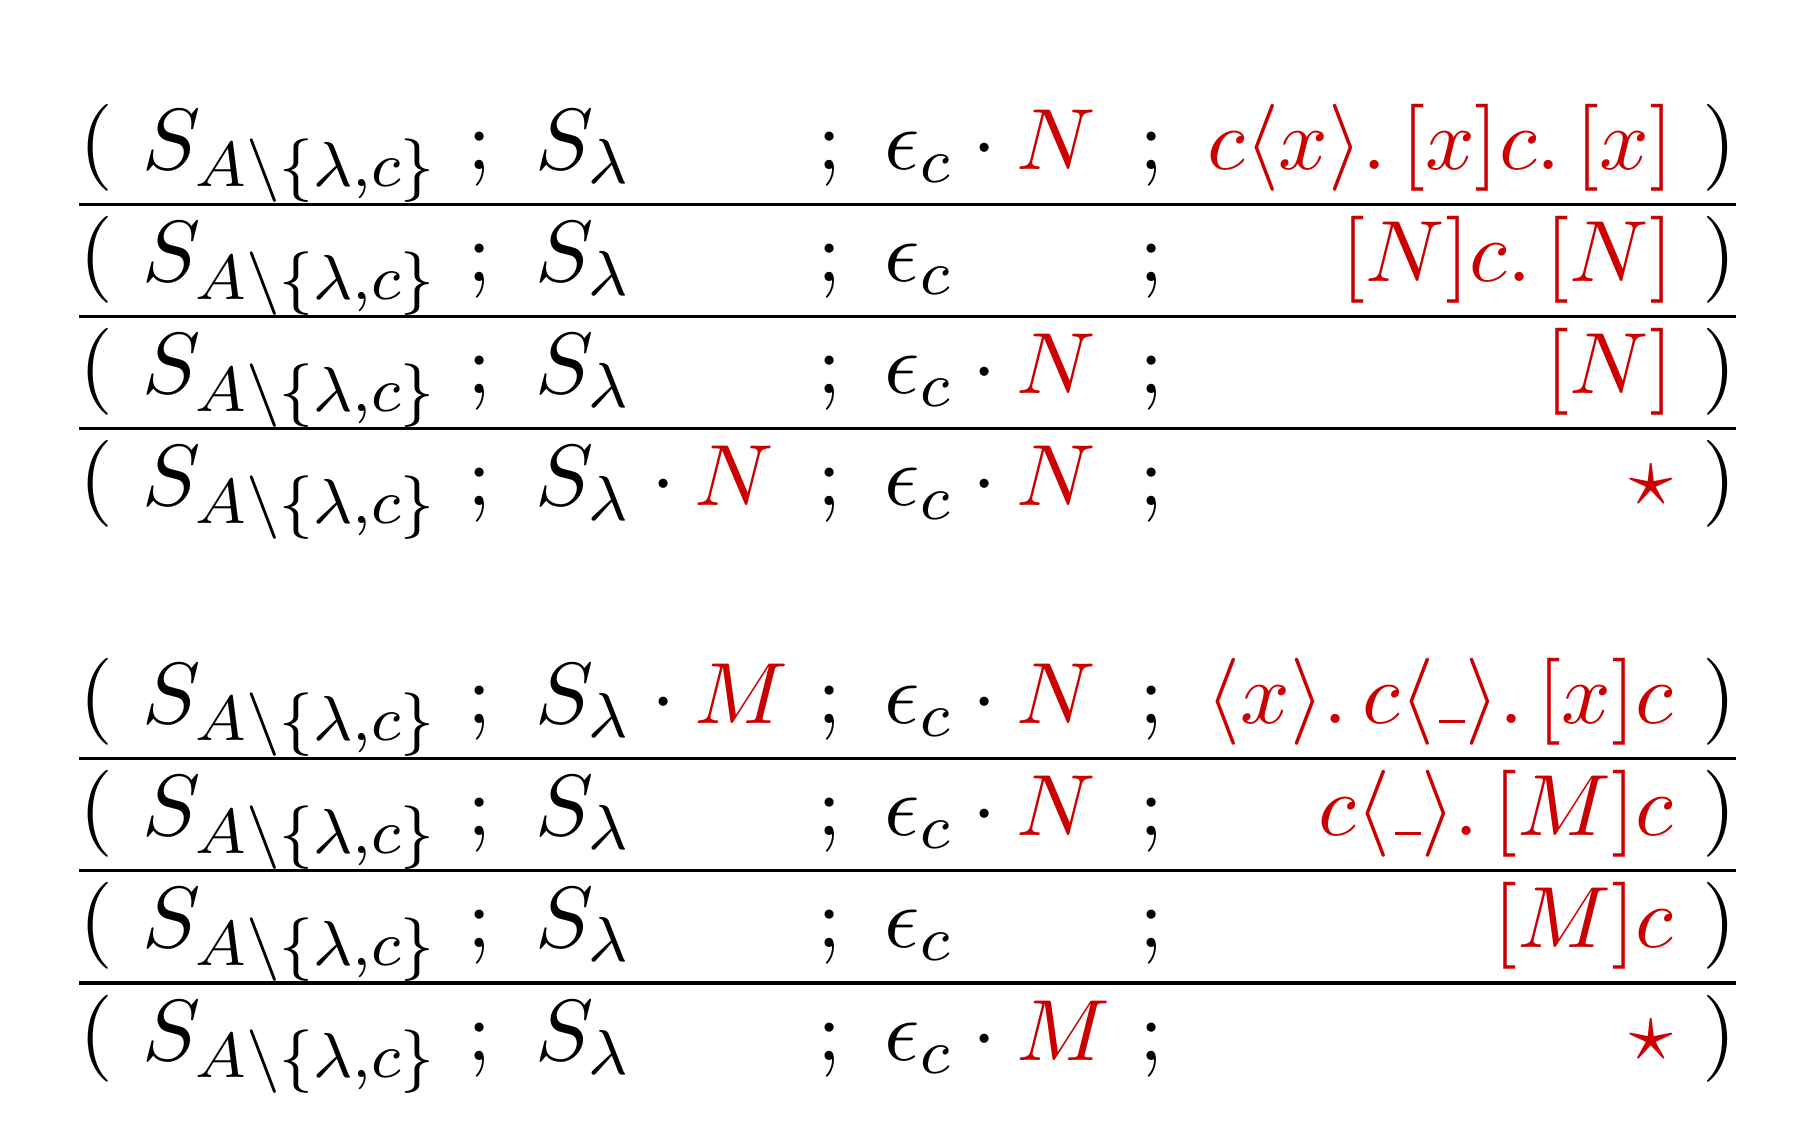 ( S_{A\{λ,c}} ; S_λ ; ϵ_c · N ; c⟨x⟩. [x]c. [x] )
( S_{A\{λ,c}} ; S_λ ; ϵ_c ; [N]c. [N] )
( S_{A\{λ,c}} ; S_λ ; ϵ_c · N ; [N] )
( S_{A\{λ,c}} ; S_λ · N ; ϵ_c · N ; ⋆ )
( S_{A\{λ,c}} ; S_λ · M ; ϵ_c · N ; ⟨x⟩. c⟨_⟩. [x]c )
( S_{A\{λ,c}} ; S_λ ; ϵ_c · N ; c⟨_⟩. [M]c )
( S_{A\{λ,c}} ; S_λ ; ϵ_c ; [M]c )
( S_{A\{λ,c}} ; S_λ ; ϵ_c · M ; ⋆ )